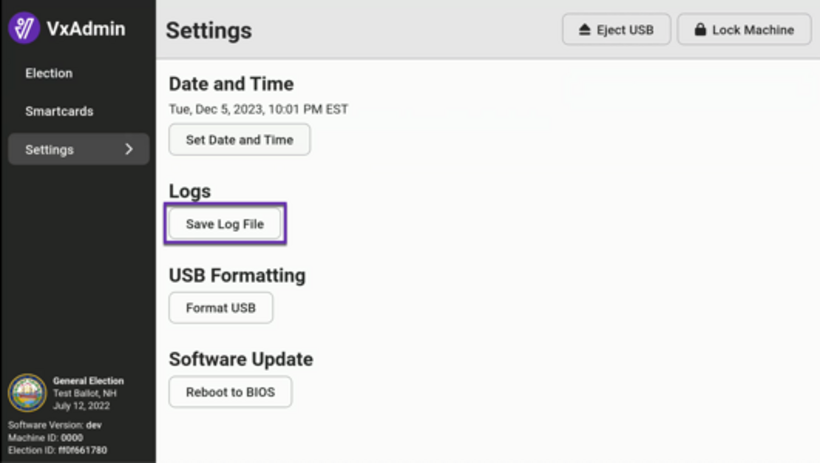 VxAdmin
Election
Smartcards
Settings
General Election
Test Ballot, NH
July 12, 2022
Software Version: dev
Machine ID: 0000
Election ID: ff0f661780
Settings
Eject USB
Lock Machine
Date and Time
Tue, Dec 5, 2023, 10:01 PM EST
Set Date and Time
Logs
Save Log File
USB Formatting
Format USB
Software Update
Reboot to BIOS